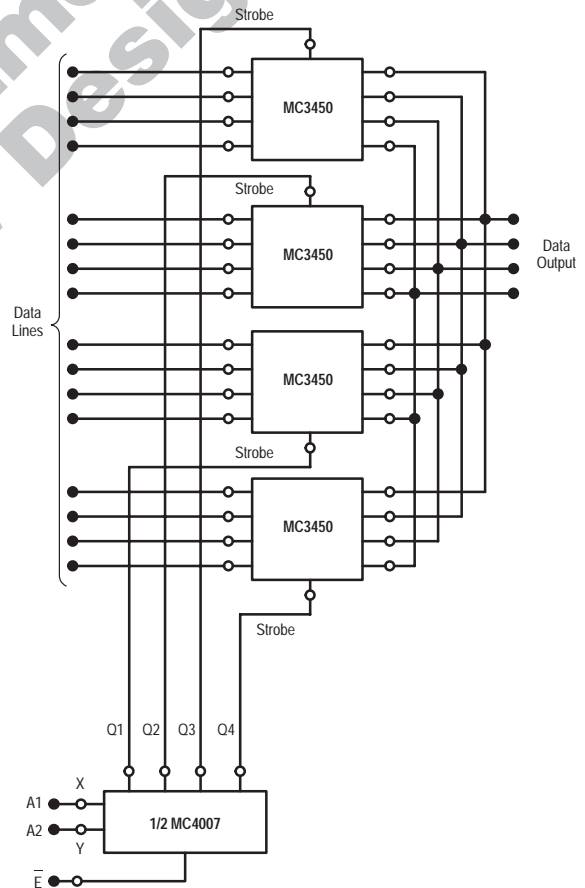 Strobe
MC3450
Strobe
MC3450
Data
Output
Data
Lines
MC3450
Strobe
MC3450
Strobe
Q1 Q2 Q3 Q4
X
A1
A2
1/2 MC4007
Y
E
Desig